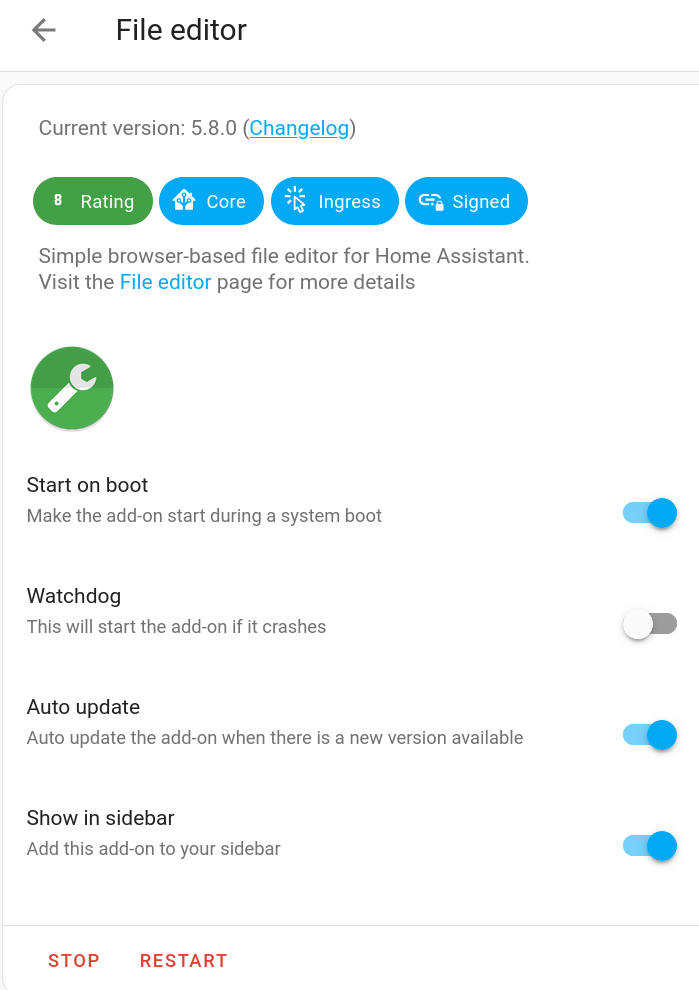 File editor
Current version: 5.8.0 (Changelog)
8 Rating Core Ingress Signed
Simple browser-based file editor for Home Assistant.
Visit the File editor page for more details
Start on boot
Make the add-on start during a system boot
Watchdog
This will start the add-on if it crashes
Auto update
Auto update the add-on when there is a new version available
Show in sidebar
Add this add-on to your sidebar
STOP RESTART